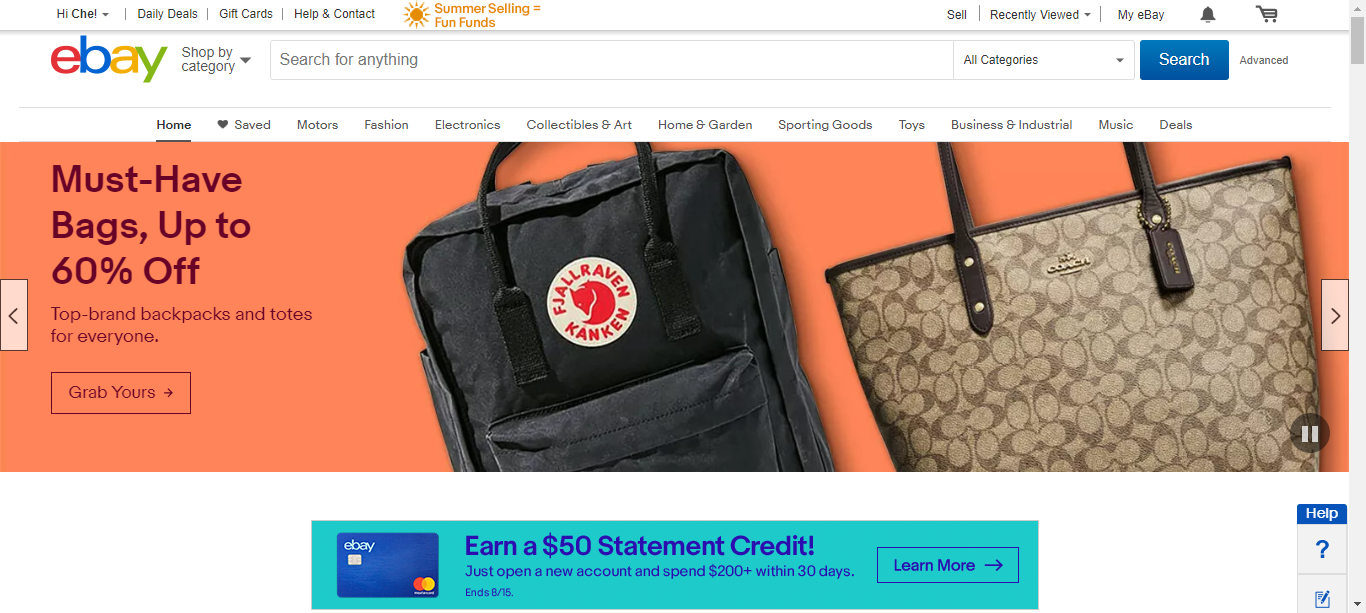 Hi Che!
Daily Deals
Gift Cards
Help & Contact
Summer Selling =
Fun Funds
Sell
Recently Viewed
My eBay
ebay
Shop by
category
Search for anything
All Categories
Search
Advanced
Home
Saved
Motors
Fashion
Electronics
Collectibles & Art
Home & Garden
Sporting Goods
Toys
Business & Industrial
Music
Deals
Must-Have
Bags, Up to
60% Off
Top-brand backpacks and totes
for everyone.
Grab Yours →
FJÄLLRÄVEN
KÅNKEN
COACH
COACH
ebay
mastercard
Earn a $50 Statement Credit!
Just open a new account and spend $200+ within 30 days.
Ends 8/15.
Learn More →
Help
?